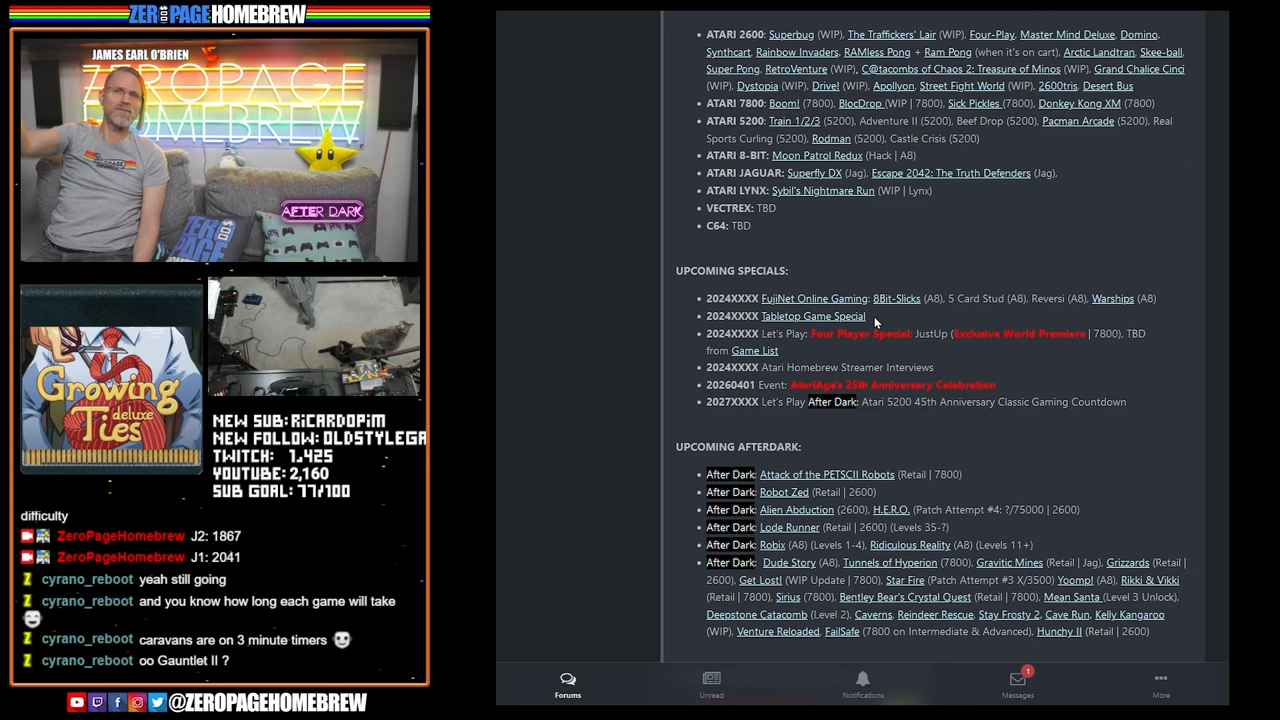 ZEROPAGEHOMEBREW
JAMES EARL O'BRIEN
ZEROPAGE
HOMEBREW
AFTER DARK
ZEROPAGE
Growing
deluxe
Ties
NEW SUB: RiCARDOPiM
NEW FOLLOW: OLDSTYLEGA
TWITCH: 1,425
YOUTUBE: 2,160
SUB GOAL: 77/100
difficulty
ZeroPageHomebrew J2: 1867
ZeroPageHomebrew J1: 2041
cyrano_reboot yeah still going
cyrano_reboot and you know how long each game will take
cyrano_reboot caravans are on 3 minute timers
cyrano_reboot oo Gauntlet II ?
@ZEROPAGEHOMEBREW
• ATARI 2600: Superbug (WIP), The Traffickers' Lair (WIP), Four-Play, Master Mind Deluxe, Domino,
Synthcart, Rainbow Invaders, RAMless Pong + Ram Pong (when it's on cart), Arctic Landtran, Skee-ball,
Super Pong, RetroVenture (WIP), C@tacombs of Chaos 2: Treasure of Minos (WIP), Grand Chalice Cinci
(WIP), Dystopia (WIP), Drive! (WIP), Apollyon, Street Fight World (WIP), 2600tris, Desert Bus
• ATARI 7800: Boom! (7800), BlocDrop (WIP | 7800), Sick Pickles (7800), Donkey Kong XM (7800)
• ATARI 5200: Train 1/2/3 (5200), Adventure II (5200), Beef Drop (5200), Pacman Arcade (5200), Real
Sports Curling (5200), Rodman (5200), Castle Crisis (5200)
• ATARI 8-BIT: Moon Patrol Redux (Hack | A8)
• ATARI JAGUAR: Superfly DX (Jag), Escape 2042: The Truth Defenders (Jag),
• ATARI LYNX: Sybil's Nightmare Run (WIP | Lynx)
• VECTREX: TBD
• C64: TBD
UPCOMING SPECIALS:
• 2024XXXX FujiNet Online Gaming: 8Bit-Slicks (A8), 5 Card Stud (A8), Reversi (A8), Warships (A8)
• 2024XXXX Tabletop Game Special
• 2024XXXX Let's Play: Four Player Special: JustUp (Exclusive World Premiere | 7800), TBD
from Game List
• 2024XXXX Atari Homebrew Streamer Interviews
• 20260401 Event: AtariAge's 25th Anniversary Celebration
• 2027XXXX Let's Play After Dark: Atari 5200 45th Anniversary Classic Gaming Countdown
UPCOMING AFTERDARK:
• After Dark: Attack of the PETSCII Robots (Retail | 7800)
• After Dark: Robot Zed (Retail | 2600)
• After Dark: Alien Abduction (2600), H.E.R.O. (Patch Attempt #4: ?/75000 | 2600)
• After Dark: Lode Runner (Retail | 2600) (Levels 35-?)
• After Dark: Robix (A8) (Levels 1-4), Ridiculous Reality (A8) (Levels 11+)
• After Dark: Dude Story (A8), Tunnels of Hyperion (7800), Gravitic Mines (Retail | Jag), Grizzards (Retail |
2600), Get Lost! (WIP Update | 7800), Star Fire (Patch Attempt #3 X/3500) Yoomp! (A8), Rikki & Vikki
(Retail | 7800), Sirius (7800), Bentley Bear's Crystal Quest (Retail | 7800), Mean Santa (Level 3 Unlock),
Deepstone Catacomb (Level 2), Caverns, Reindeer Rescue, Stay Frosty 2, Cave Run, Kelly Kangaroo
(WIP), Venture Reloaded, FailSafe (7800 on Intermediate & Advanced), Hunchy II (Retail | 2600)
Forums
Unread
Notifications
1
Messages
More